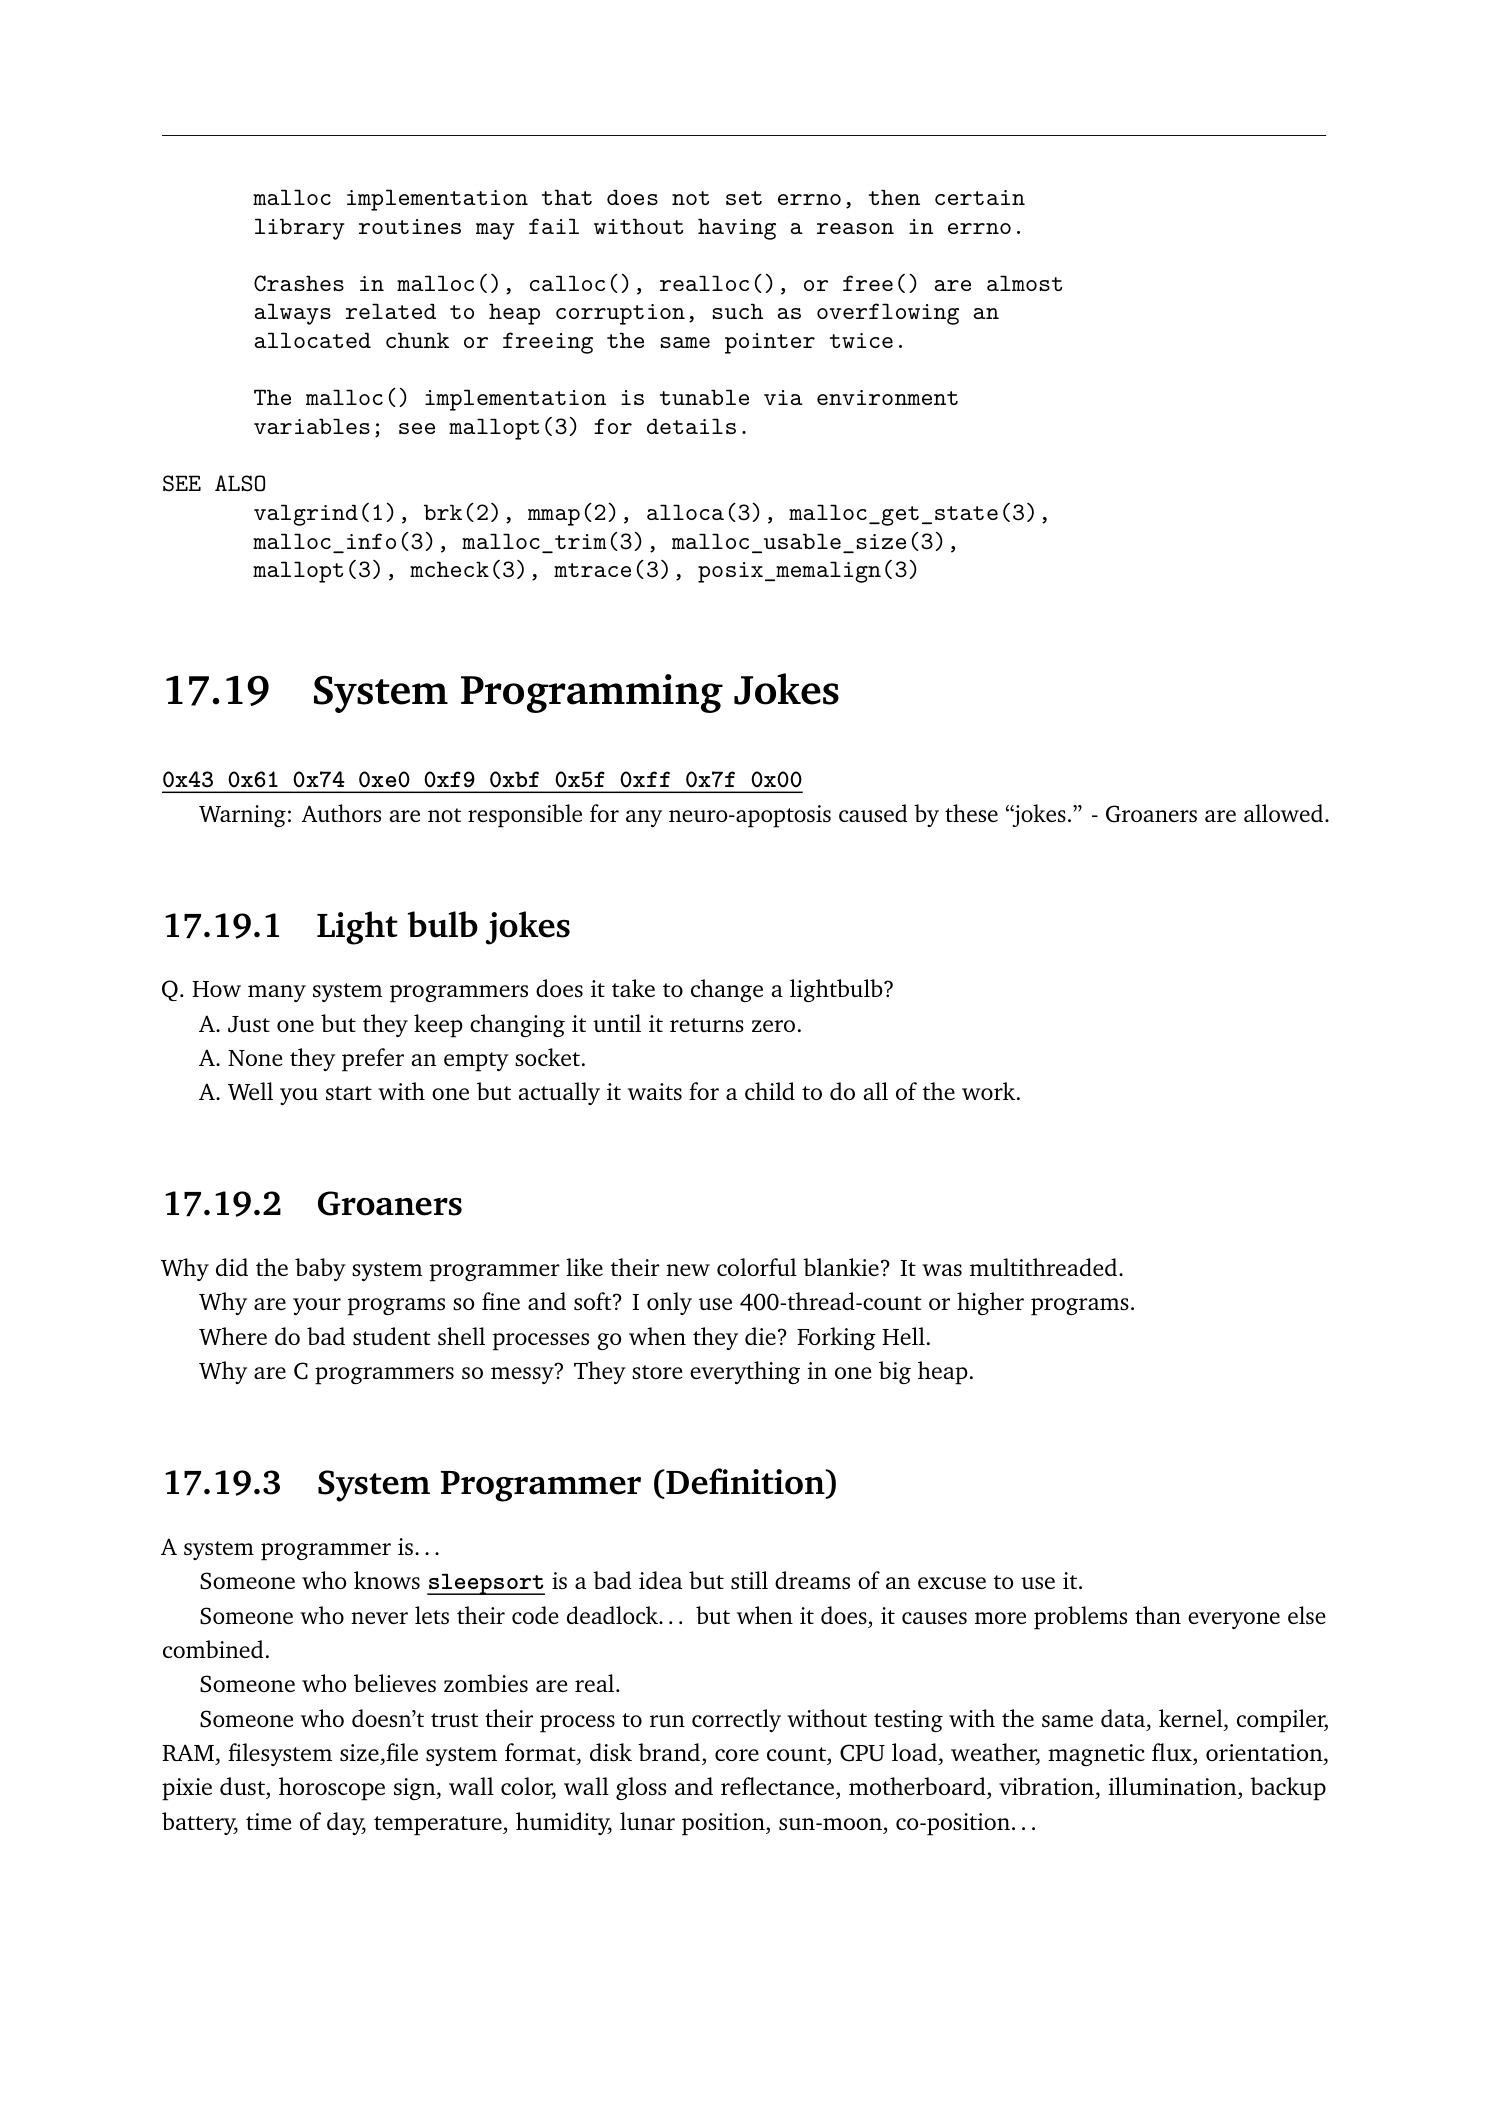 malloc implementation that does not set errno, then certain
library routines may fail without having a reason in errno.
Crashes in malloc(), calloc(), realloc(), or free() are almost
always related to heap corruption, such as overflowing an
allocated chunk or freeing the same pointer twice.
The malloc() implementation is tunable via environment
variables; see mallopt(3) for details.
SEE ALSO
valgrind(1), brk(2), mmap(2), alloca(3), malloc_get_state(3),
malloc_info(3), malloc_trim(3), malloc_usable_size(3),
mallopt(3), mcheck(3), mtrace(3), posix_memalign(3)
17.19 System Programming Jokes
0x43 0x61 0x74 0xe0 0xf9 0xbf 0x5f 0xff 0x7f 0x00
Warning: Authors are not responsible for any neuro-apoptosis caused by these “jokes.” - Groaners are allowed.
17.19.1 Light bulb jokes
Q. How many system programmers does it take to change a lightbulb?
A. Just one but they keep changing it until it returns zero.
A. None they prefer an empty socket.
A. Well you start with one but actually it waits for a child to do all of the work.
17.19.2 Groaners
Why did the baby system programmer like their new colorful blankie? It was multithreaded.
Why are your programs so fine and soft? I only use 400-thread-count or higher programs.
Where do bad student shell processes go when they die? Forking Hell.
Why are C programmers so messy? They store everything in one big heap.
17.19.3 System Programmer (Definition)
A system programmer is...
Someone who knows sleepsort is a bad idea but still dreams of an excuse to use it.
Someone who never lets their code deadlock... but when it does, it causes more problems than everyone else
combined.
Someone who believes zombies are real.
Someone who doesn’t trust their process to run correctly without testing with the same data, kernel, compiler,
RAM, filesystem size,file system format, disk brand, core count, CPU load, weather, magnetic flux, orientation,
pixie dust, horoscope sign, wall color, wall gloss and reflectance, motherboard, vibration, illumination, backup
battery, time of day, temperature, humidity, lunar position, sun-moon, co-position...